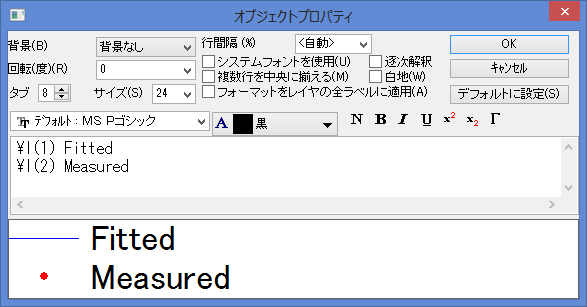 オブジェクトプロパティ
背景(B) 背景なし 行間隔 (%) <自動> OK
回転(度)(R) 0 システムフォントを使用(U) 逐次解釈 キャンセル
複数行を中央に揃える(M) 白地(W)
タブ 8 サイズ(S) 24 フォーマットをレイヤの全ラベルに適用(A) デフォルトに設定(S)
デフォルト: MS Pゴシック A 黒 N B I U x² x₂ Γ
¥l(1) Fitted
¥l(2) Measured
Fitted
Measured